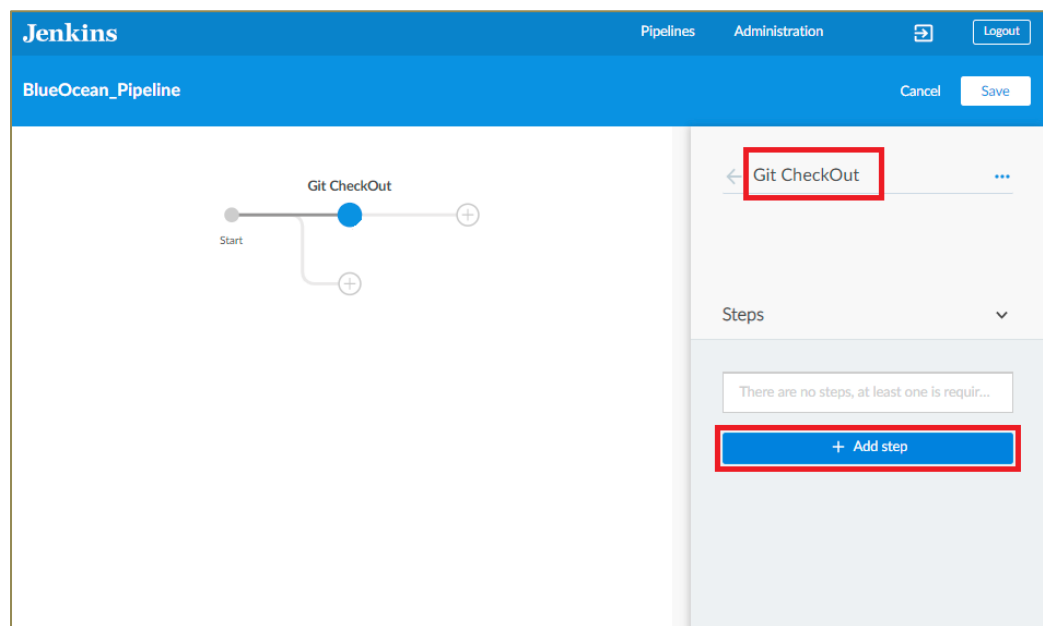 Jenkins
Pipelines
Administration
Logout
BlueOcean_Pipeline
Cancel
Save
Git CheckOut
Start
Git CheckOut
Steps
There are no steps, at least one is requir...
+ Add step